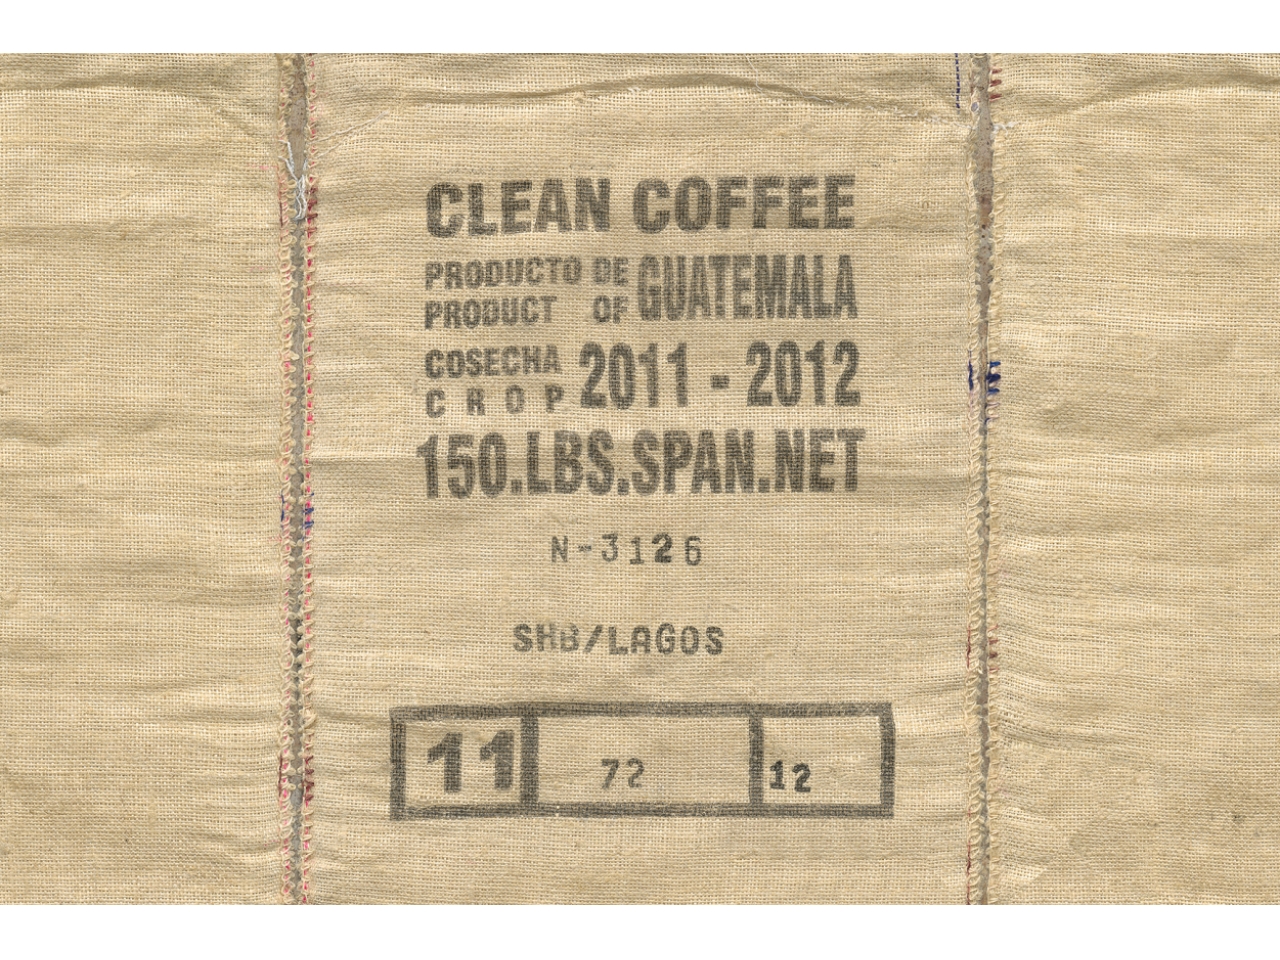 CLEAN COFFEE
PRODUCTO DE GUATEMALA
PRODUCT OF
COSECHA 2011 - 2012
CROP
150.LBS.SPAN.NET
N-3126
SHB/LAGOS
11 72 12